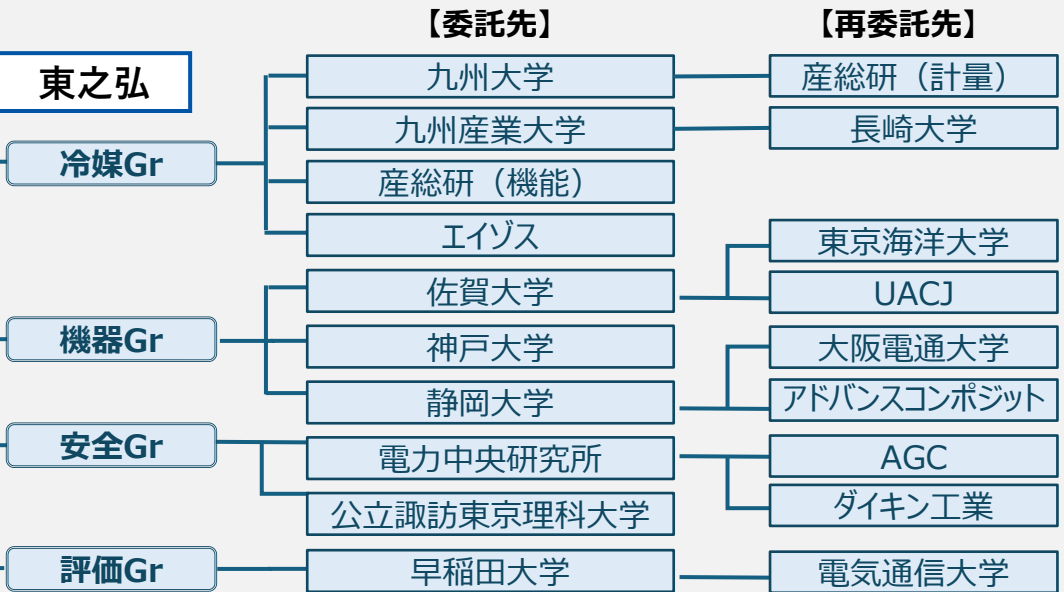 【委託先】
【再委託先】
東之弘
冷媒Gr
九州大学
産総研（計量）
九州産業大学
長崎大学
産総研（機能）
エイゾス
機器Gr
佐賀大学
東京海洋大学
UACJ
神戸大学
静岡大学
大阪電通大学
アドバンスコンポジット
安全Gr
電力中央研究所
AGC
ダイキン工業
公立諏訪東京理科大学
評価Gr
早稲田大学
電気通信大学